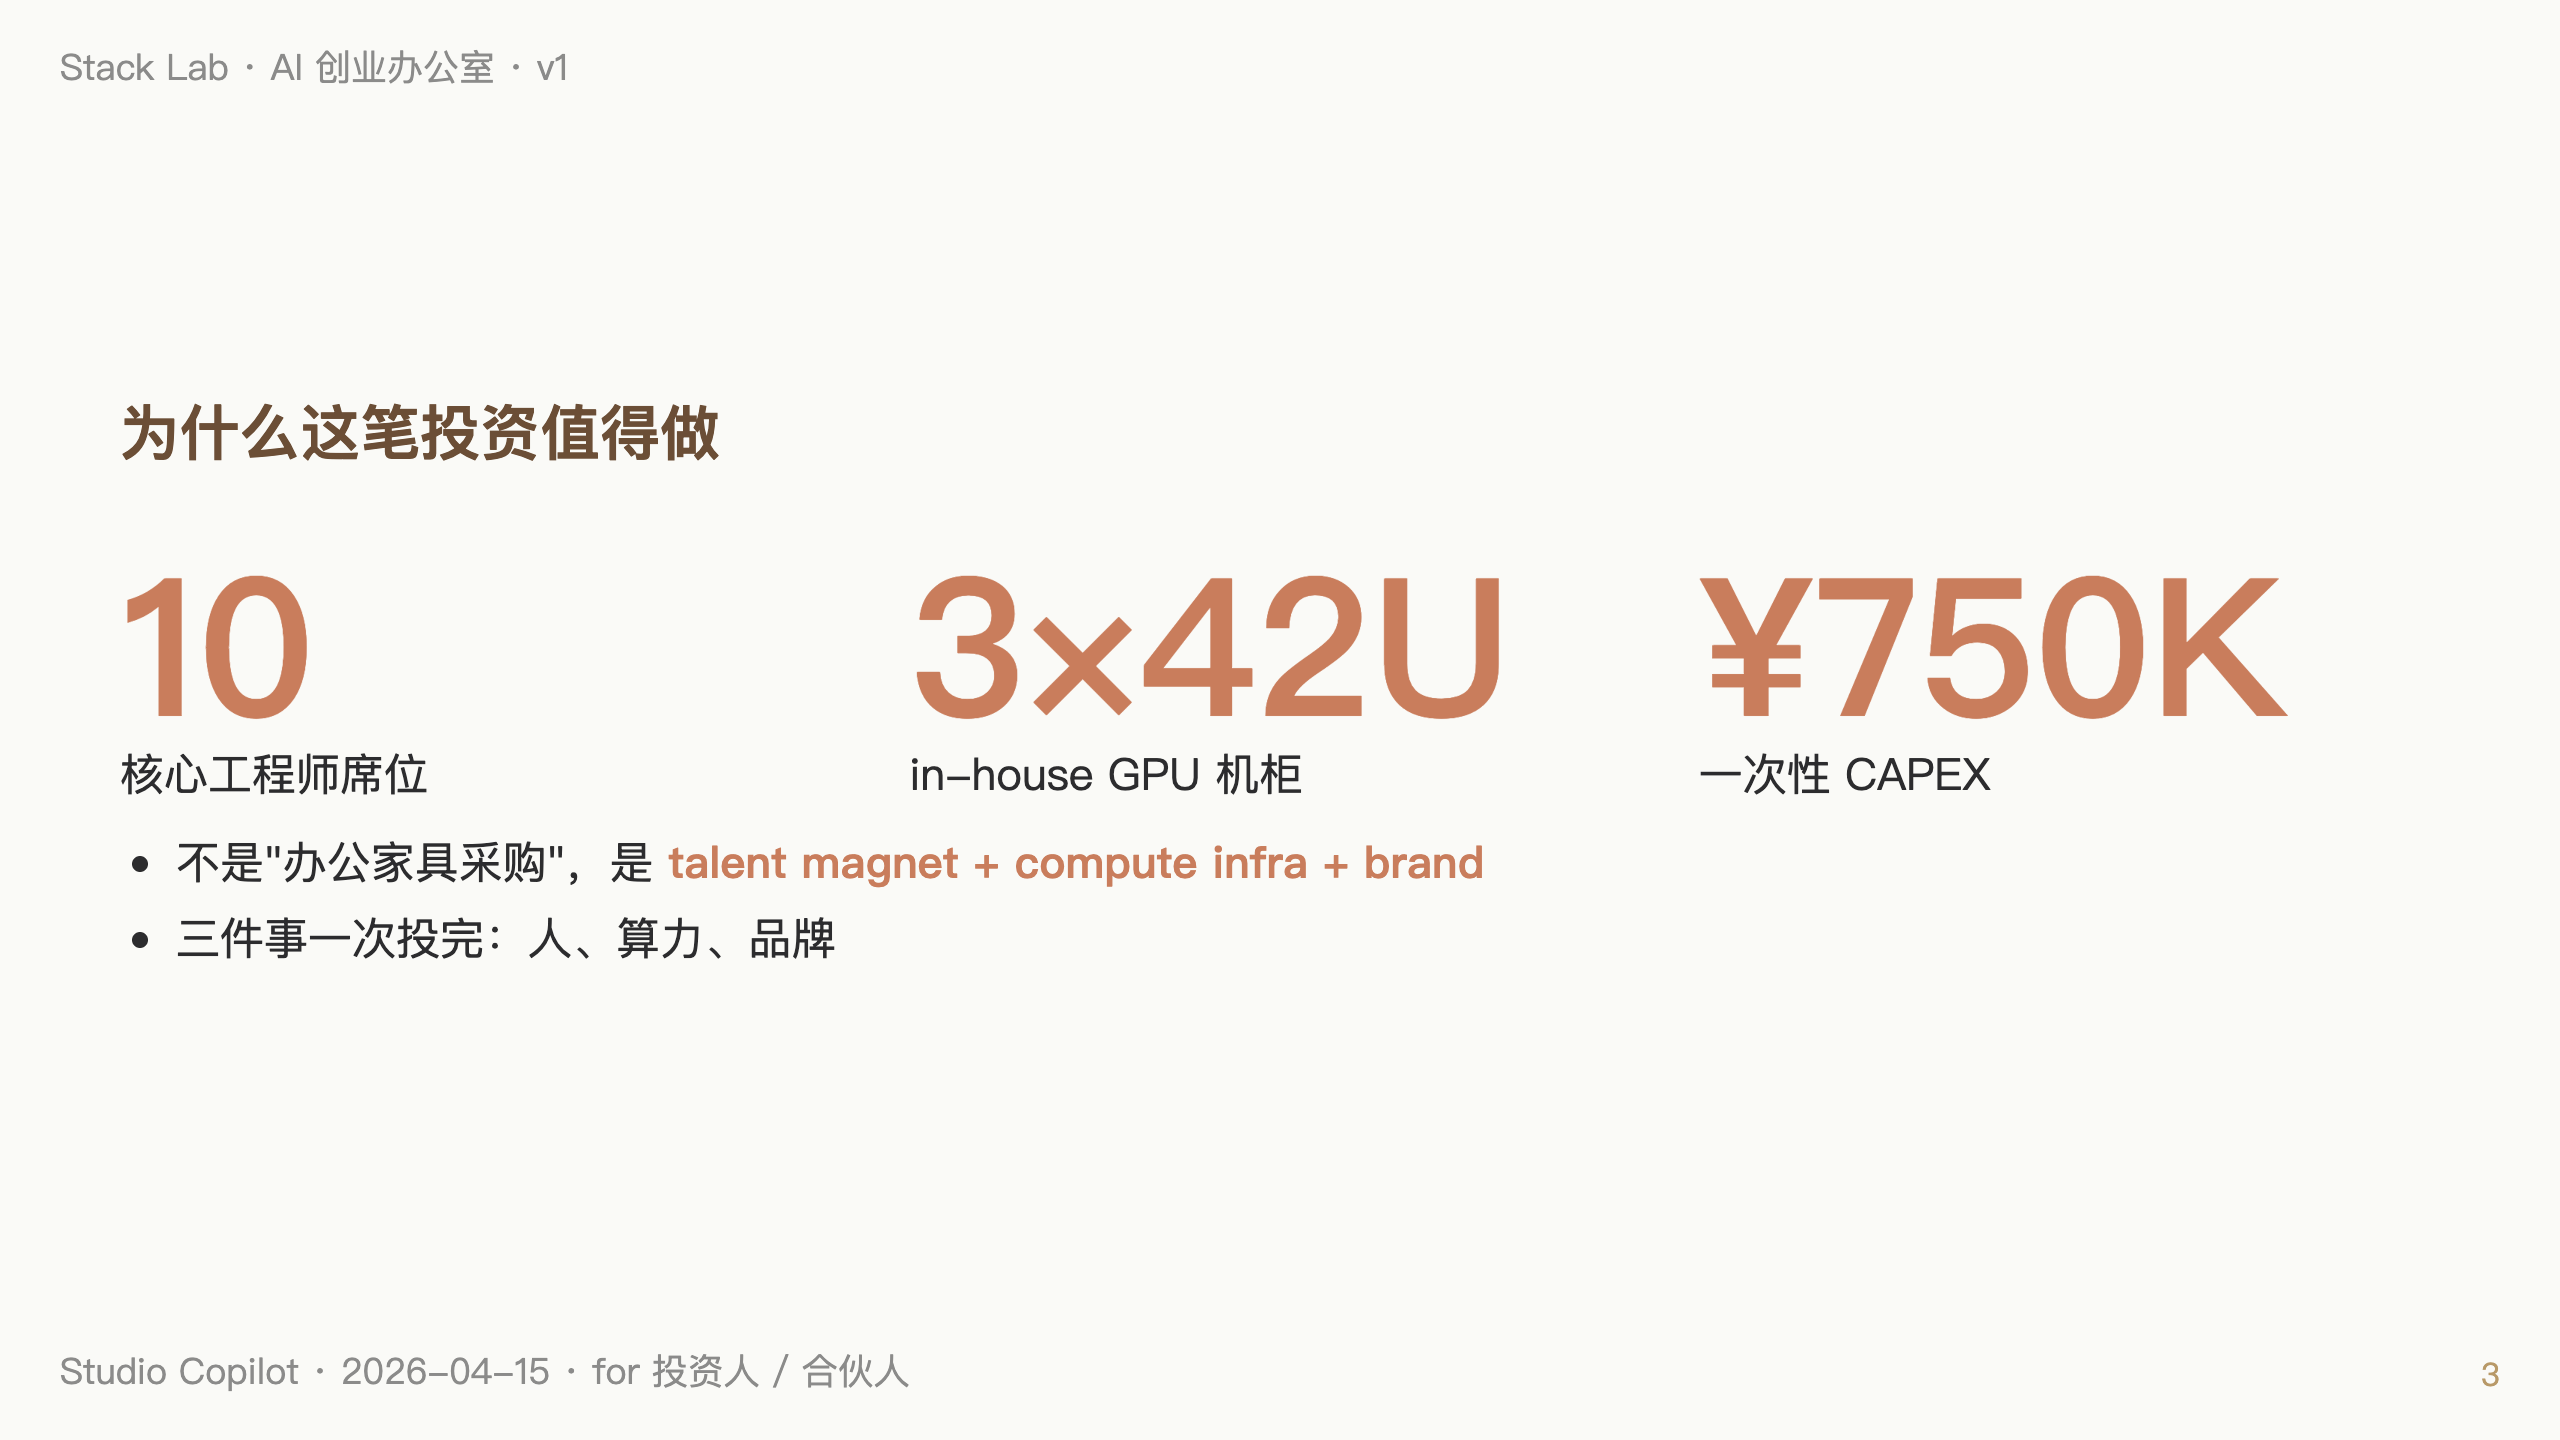 Stack Lab · AI 创业办公室 · v1
为什么这笔投资值得做
10
核心工程师席位
3×42U
in-house GPU 机柜
¥750K
一次性 CAPEX
• 不是"办公家具采购"，是 talent magnet + compute infra + brand
• 三件事一次投完：人、算力、品牌
Studio Copilot · 2026-04-15 · for 投资人 / 合伙人
3